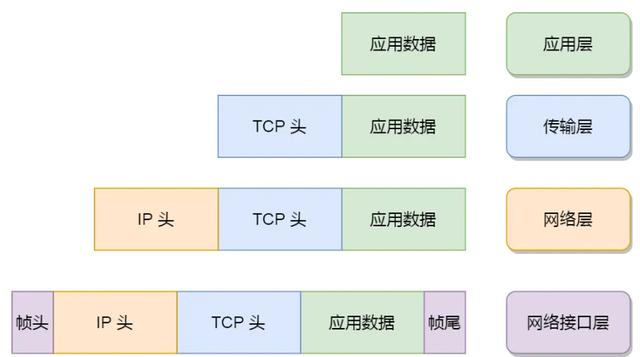 应用数据 应用层
TCP 头 应用数据 传输层
IP 头 TCP 头 应用数据 网络层
帧头 IP 头 TCP 头 应用数据 帧尾 网络接口层